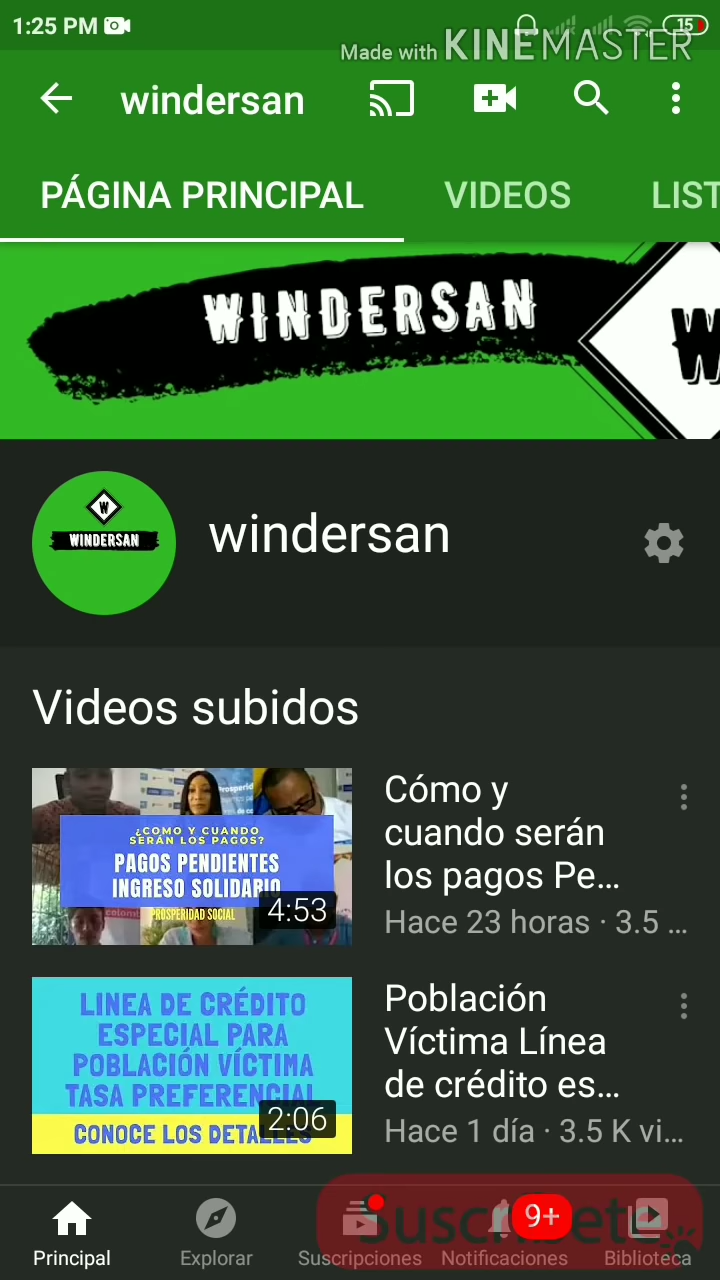 1:25 PM
15
Made with KINEMASTER
windersan
PÁGINA PRINCIPAL VIDEOS LIST
WINDERSAN
W
W
WINDERSAN
windersan
Videos subidos
¿COMO Y CUANDO
SERÁN LOS PAGOS?
PAGOS PENDIENTES
INGRESO SOLIDARIO
PROSPERIDAD SOCIAL
4:53
Cómo y
cuando serán
los pagos Pe...
Hace 23 horas · 3.5 ...
LINEA DE CRÉDITO
ESPECIAL PARA
POBLACIÓN VÍCTIMA
TASA PREFERENCIAL
CONOCE LOS DETALLES
2:06
Población
Víctima Línea
de crédito es...
Hace 1 día · 3.5 K vi...
Suscríbete
9+
Principal Explorar Suscripciones Notificaciones Biblioteca